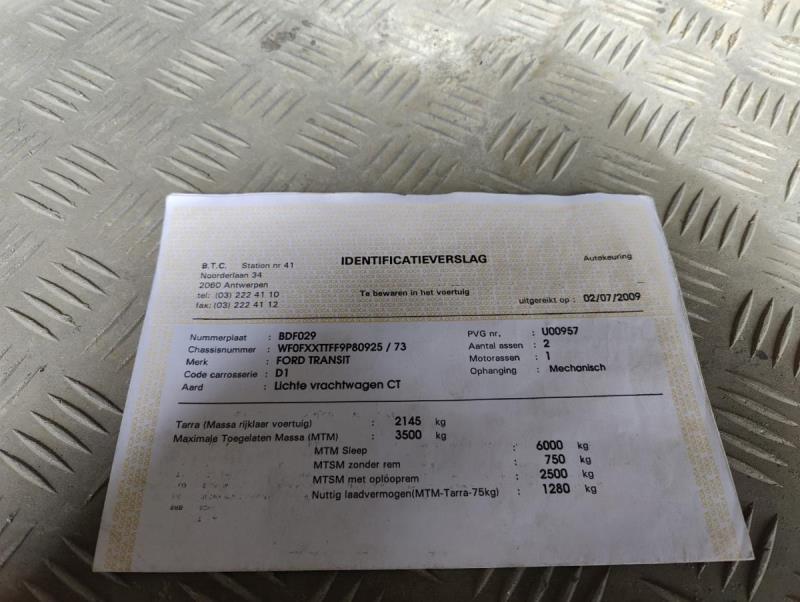 IDENTIFICATIEVERSLAG
Autokeuring
B.T.C. Station nr 41
Noorderlaan 34
2060 Antwerpen
tel: (03) 222 41 10
fax: (03) 222 41 12
Te bewaren in het voertuig
uitgereikt op : 02/07/2009
Nummerplaat : BDF029
Chassisnummer : WF0FXXTTFF9P80925 / 73
Merk : FORD TRANSIT
Code carrosserie : D1
Aard : Lichte vrachtwagen CT
PVG nr. : U00957
Aantal assen : 2
Motorassen : 1
Ophanging : Mechanisch
Tarra (Massa rijklaar voertuig) : 2145 kg
Maximale Toegelaten Massa (MTM) : 3500 kg
MTM Sleep : 6000 kg
MTSM zonder rem : 750 kg
MTSM met oplooprem : 2500 kg
Nuttig laadvermogen(MTM-Tarra-75kg) : 1280 kg